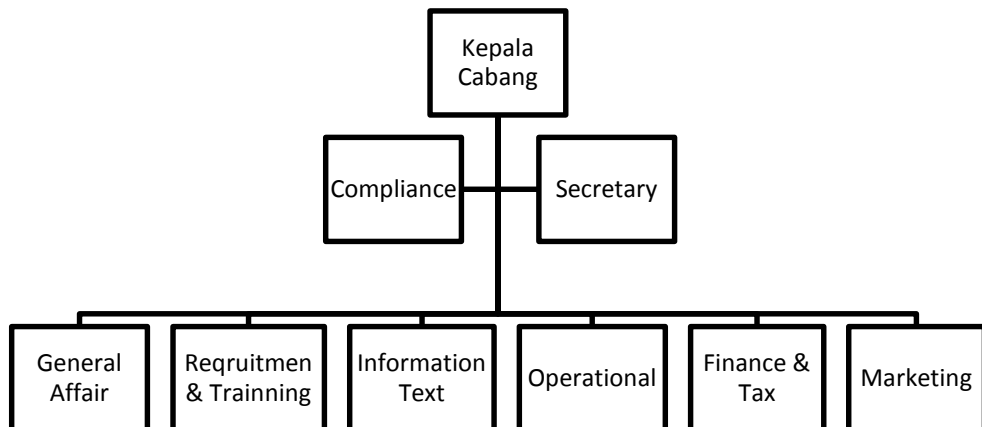 Kepala
Cabang
Compliance
Secretary
General
Affair
Reqruitmen
& Trainning
Information
Text
Operational
Finance &
Tax
Marketing